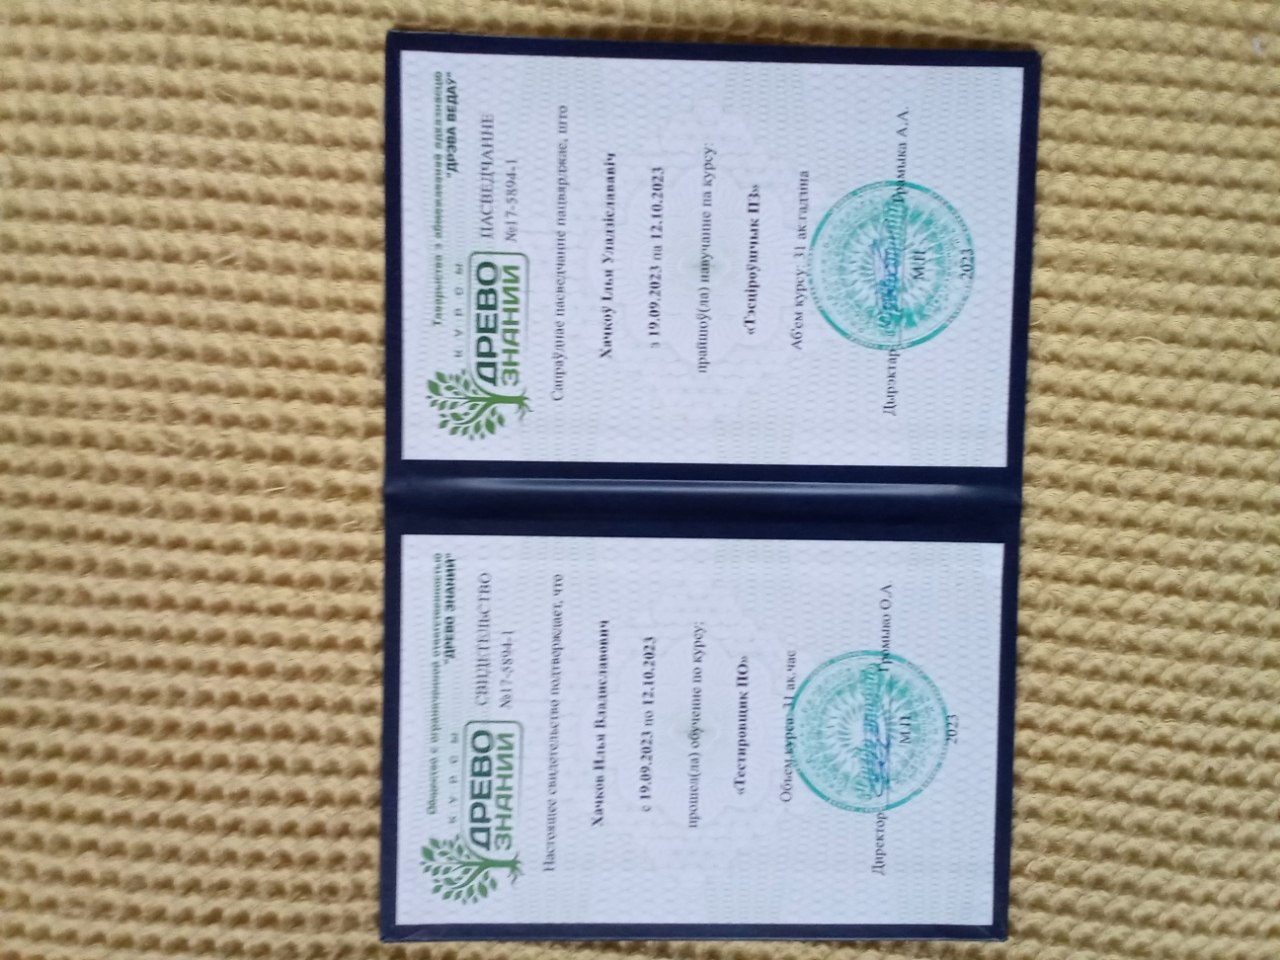 Общество с ограниченной ответственностью
"ДРЕВО ЗНАНИЙ"
КУРСЫ
ДРЕВО
ЗНАНИЙ
СВИДЕТЕЛЬСТВО
№17-5894-1
Настоящее свидетельство подтверждает, что
Хачков Илья Владиславович
с 19.09.2023 по 12.10.2023
прошел(ла) обучение по курсу:
«Тестировщик ПО»
Объем курса: 31 ак.час
Директор Громыко О.А
М.П.
2023
Таварыства з абмежаванай адказнасцю
"ДРЭВА ВЕДАЎ"
КУРСЫ
ДРЕВО
ЗНАНИЙ
ПАСВЕДЧАННЕ
№17-5894-1
Сапраўднае пасведчанне пацвярджае, што
Хачкоў Ілья Уладзіслававіч
з 19.09.2023 па 12.10.2023
прайшоў(ла) навучанне па курсу:
«Тэсціроўшчык ПЗ»
Аб'ем курсу: 31 ак.гадзіна
Дырэктар Грамыка А.А.
М.П.
2023